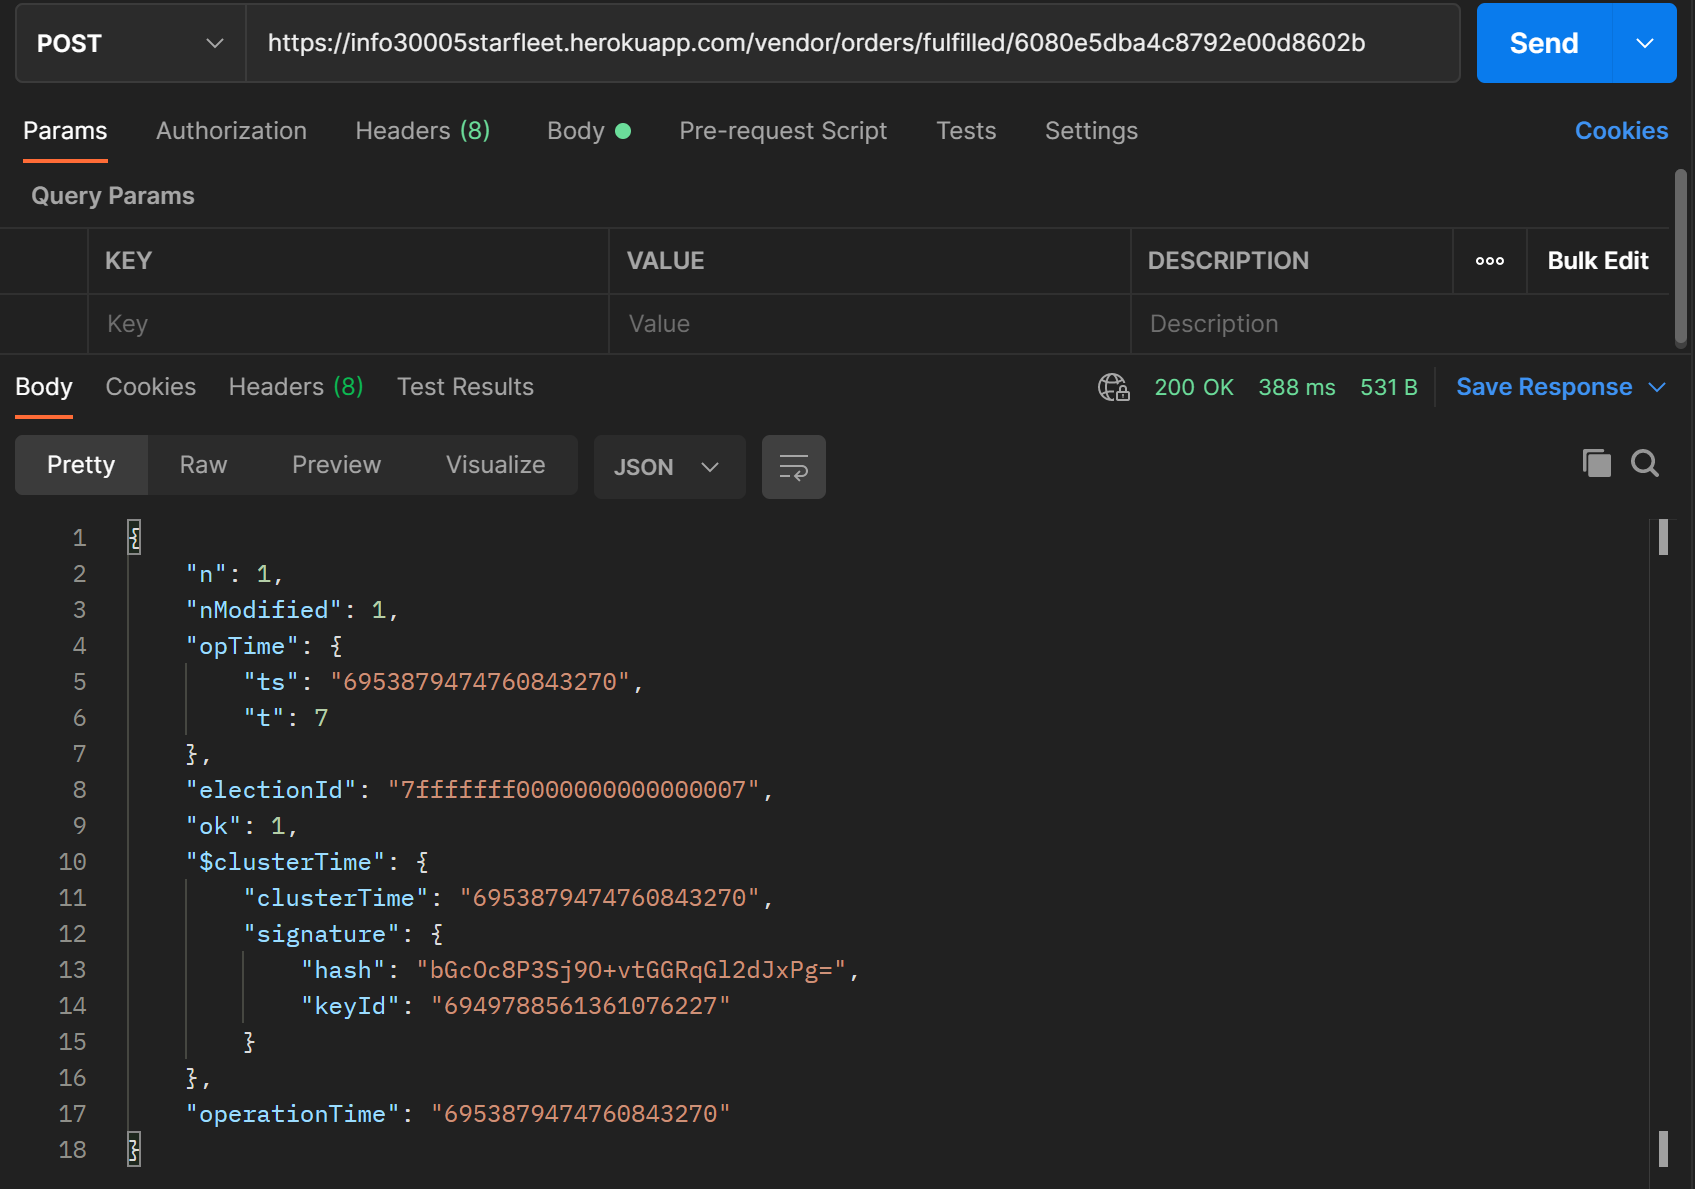 POST https://info30005starfleet.herokuapp.com/vendor/orders/fulfilled/6080e5dba4c8792e00d8602b Send
Params Authorization Headers (8) Body Pre-request Script Tests Settings Cookies
Query Params
KEY VALUE DESCRIPTION Bulk Edit
Key Value Description
Body Cookies Headers (8) Test Results 200 OK 388 ms 531 B Save Response
Pretty Raw Preview Visualize JSON
1 {
2 "n": 1,
3 "nModified": 1,
4 "opTime": {
5 "ts": "6953879474760843270",
6 "t": 7
7 },
8 "electionId": "7fffffff0000000000000007",
9 "ok": 1,
10 "$clusterTime": {
11 "clusterTime": "6953879474760843270",
12 "signature": {
13 "hash": "bGcOc8P3Sj9O+vtGGRqGl2dJxPg=",
14 "keyId": "6949788561361076227"
15 }
16 },
17 "operationTime": "6953879474760843270"
18 }